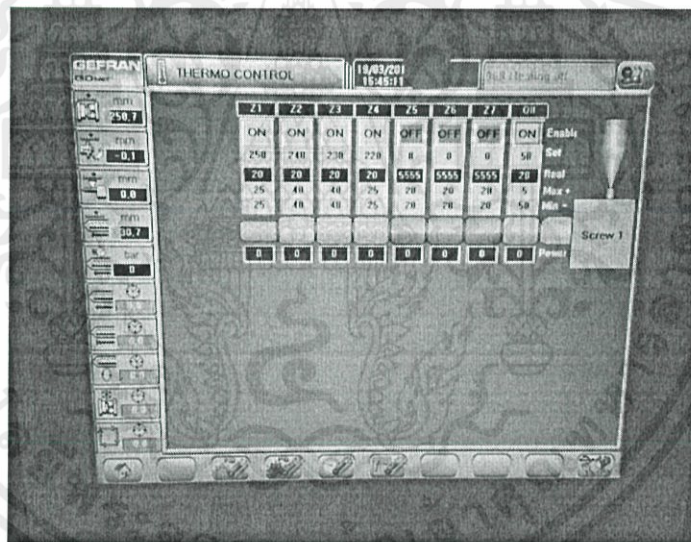 GEFRAN
THERMO CONTROL
15:45:11
mm
250,7
mm
-0,1
mm
0,0
mm
30,7
bar
0
Z1 Z2 Z3 Z4 Z5 Z6 Z7 Oil
ON ON ON ON OFF OFF OFF ON Enable
250 240 230 220 0 0 0 50 Set
20 20 20 20 5555 5555 5555 28 Real
25 40 40 25 20 20 20 5 Max +
25 40 40 25 20 20 20 50 Min -
0 0 0 0 0 0 0 0 Power
Screw 1